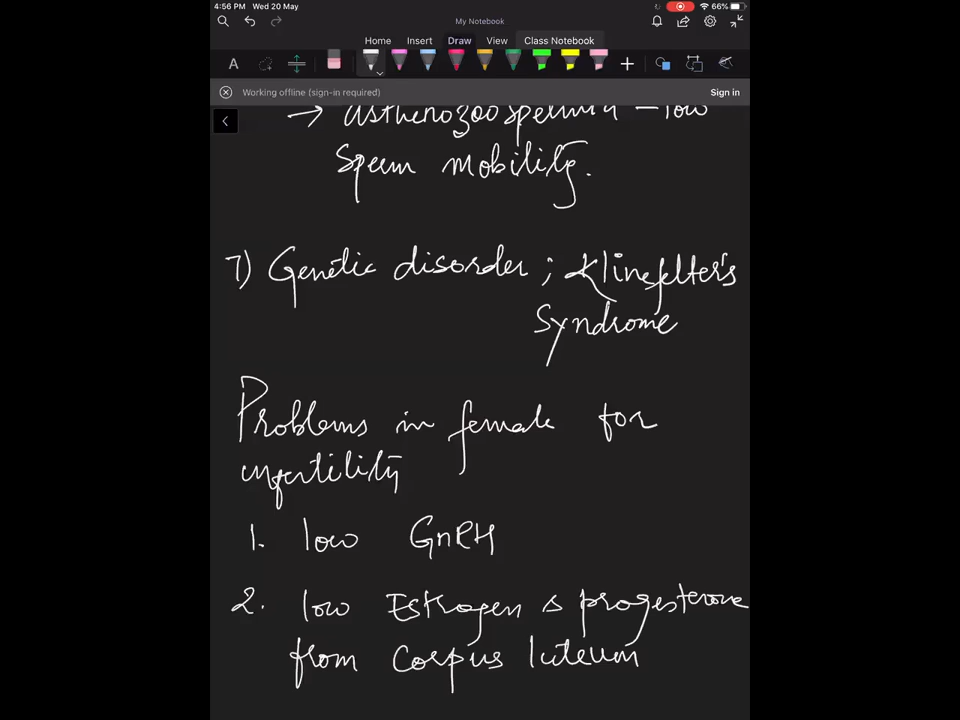 4:56 PM Wed 20 May
66%
My Notebook
Home Insert Draw View Class Notebook
A
Working offline (sign-in required) Sign in
→ asthenozoospermia – low
sperm mobility.
7) Genetic disorder ; Klinefelter's
Syndrome
Problems in female for
infertility
1. low GnRH
2. low Estrogen & progesterone
from Corpus luteum